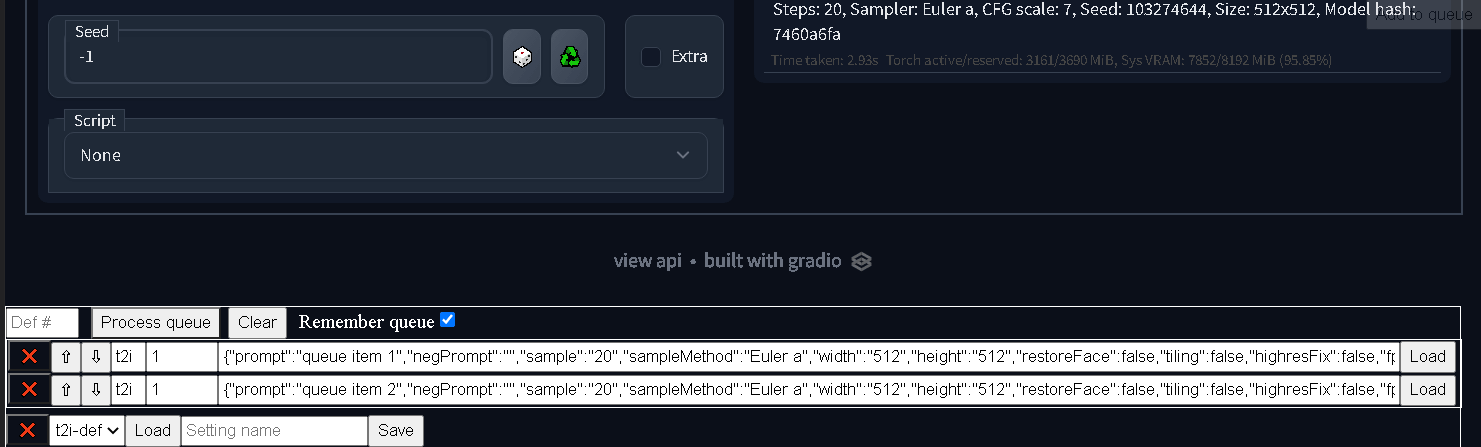 Steps: 20, Sampler: Euler a, CFG scale: 7, Seed: 103274644, Size: 512x512, Model hash:
7460a6fa
Add to queue
Time taken: 2.93s Torch active/reserved: 3161/3690 MiB, Sys VRAM: 7852/8192 MiB (95.85%)
Seed
-1
Extra
Script
None
view api • built with gradio
Def # Process queue Clear Remember queue
t2i 1 {"prompt":"queue item 1","negPrompt":"","sample":"20","sampleMethod":"Euler a","width":"512","height":"512","restoreFace":false,"tiling":false,"highresFix":false,"fp Load
t2i 1 {"prompt":"queue item 2","negPrompt":"","sample":"20","sampleMethod":"Euler a","width":"512","height":"512","restoreFace":false,"tiling":false,"highresFix":false,"fp Load
t2i-def Load Setting name Save